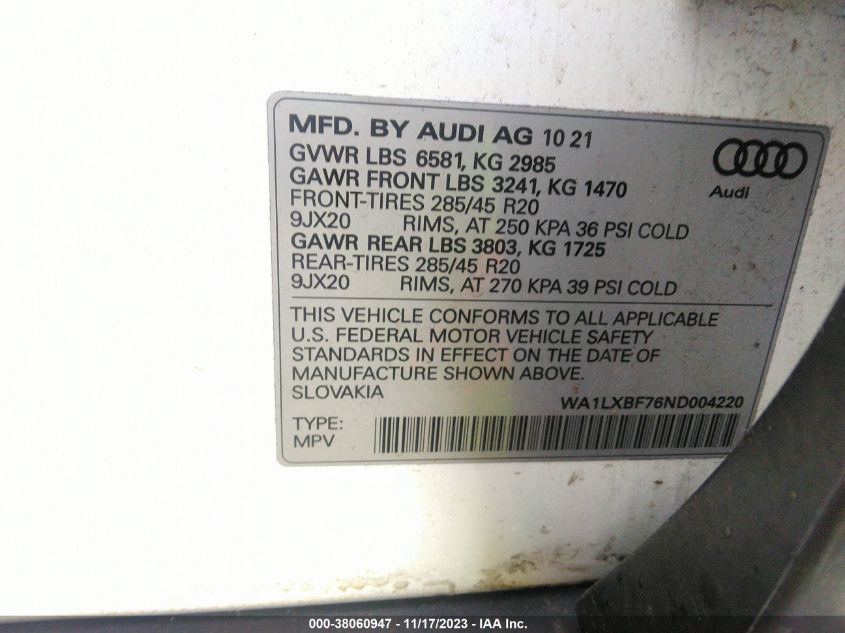 MFD. BY AUDI AG 10 21
GVWR LBS 6581, KG 2985
GAWR FRONT LBS 3241, KG 1470
FRONT-TIRES 285/45 R20
9JX20 RIMS, AT 250 KPA 36 PSI COLD
GAWR REAR LBS 3803, KG 1725
REAR-TIRES 285/45 R20
9JX20 RIMS, AT 270 KPA 39 PSI COLD
Audi
THIS VEHICLE CONFORMS TO ALL APPLICABLE
U.S. FEDERAL MOTOR VEHICLE SAFETY
STANDARDS IN EFFECT ON THE DATE OF
MANUFACTURE SHOWN ABOVE.
SLOVAKIA
WA1LXBF76ND004220
TYPE:
MPV
000-38060947 - 11/17/2023 - IAA Inc.